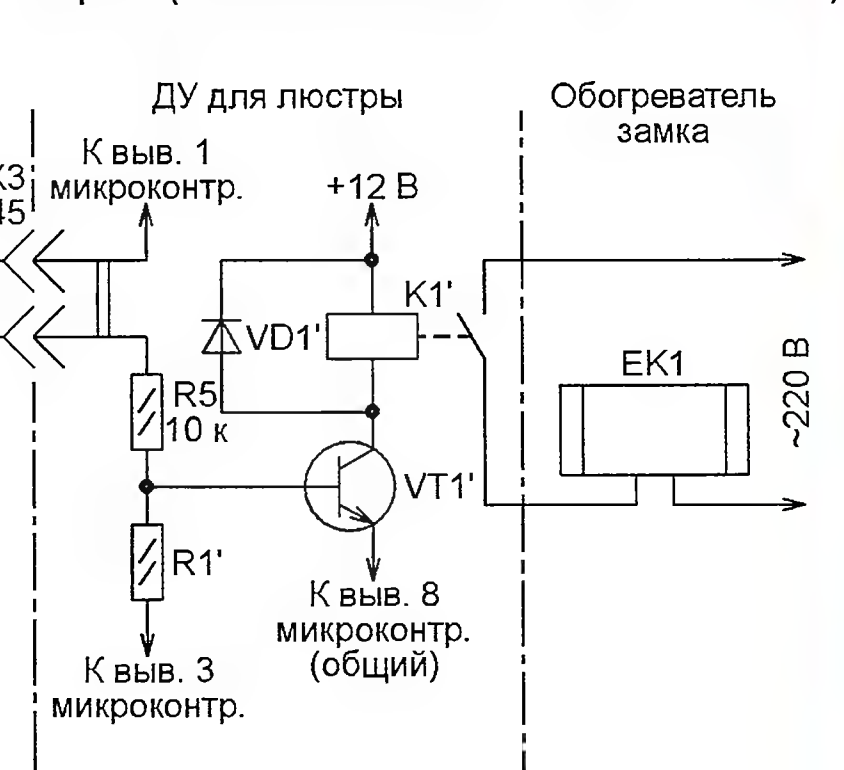 ДУ для люстры
Обогреватель
замка
К выв. 1
микроконтр.
+12 В
K1'
VD1'
EK1
~220 В
R5
10 к
VT1'
R1'
К выв. 8
микроконтр.
(общий)
К выв. 3
микроконтр.